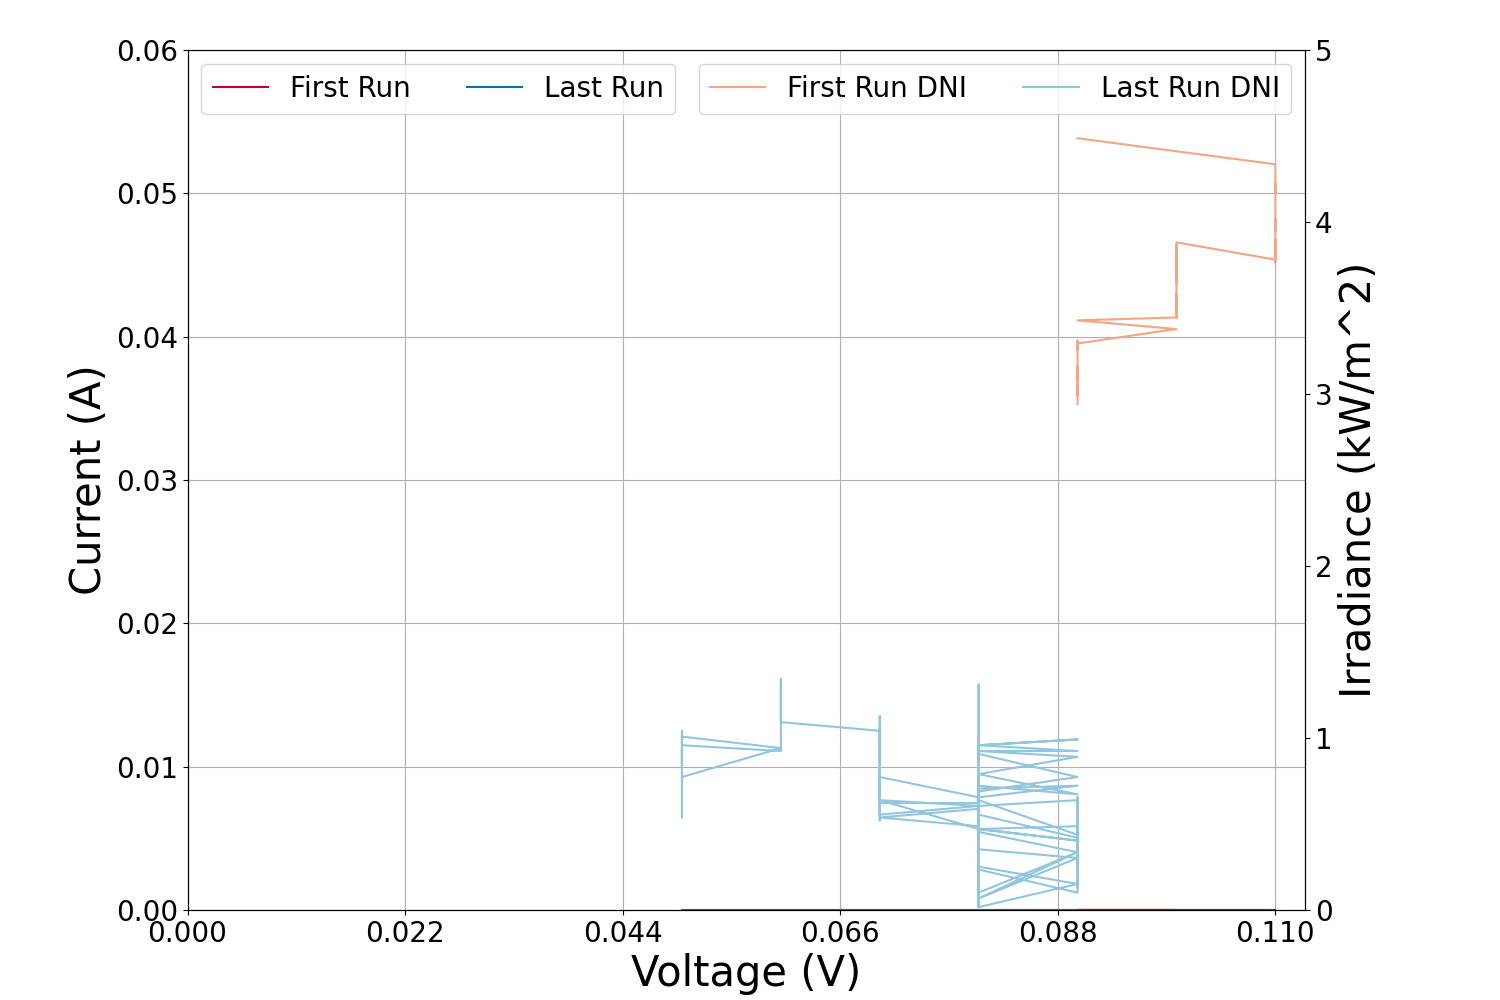 First Run
Last Run
First Run DNI
Last Run DNI
0.06
0.05
0.04
0.03
0.02
0.01
0.00
Current (A)
5
4
3
2
1
0
Irradiance (kW/m^2)
0.000
0.022
0.044
0.066
0.088
0.110
Voltage (V)